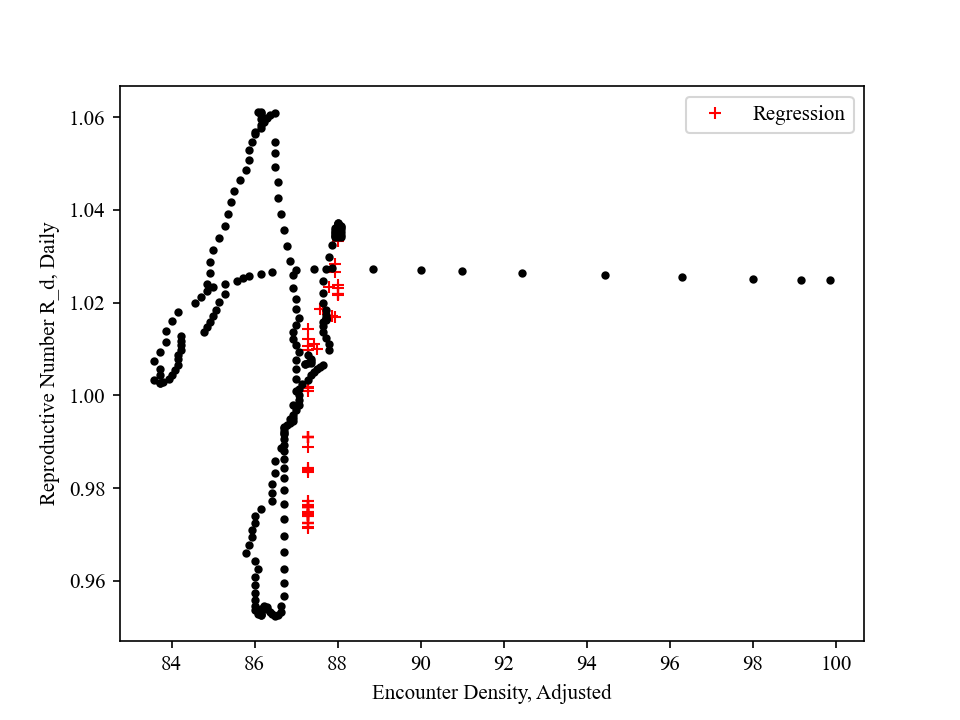 Regression
1.06
1.04
1.02
1.00
0.98
0.96
Reproductive Number R_d, Daily
84 86 88 90 92 94 96 98 100
Encounter Density, Adjusted